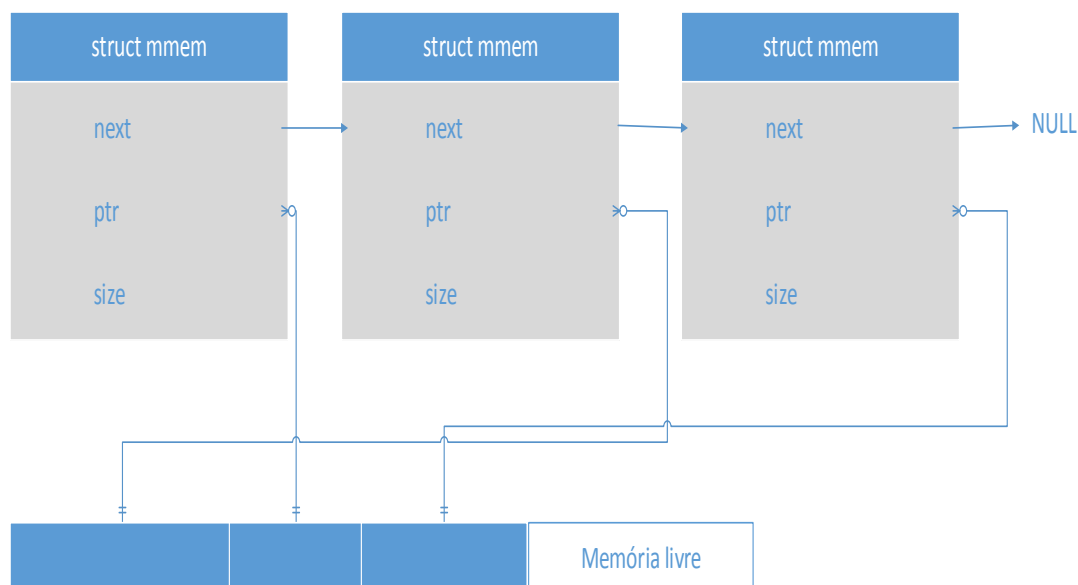 struct mmem
struct mmem
struct mmem
next
next
next
NULL
ptr
ptr
ptr
size
size
size
Memória livre